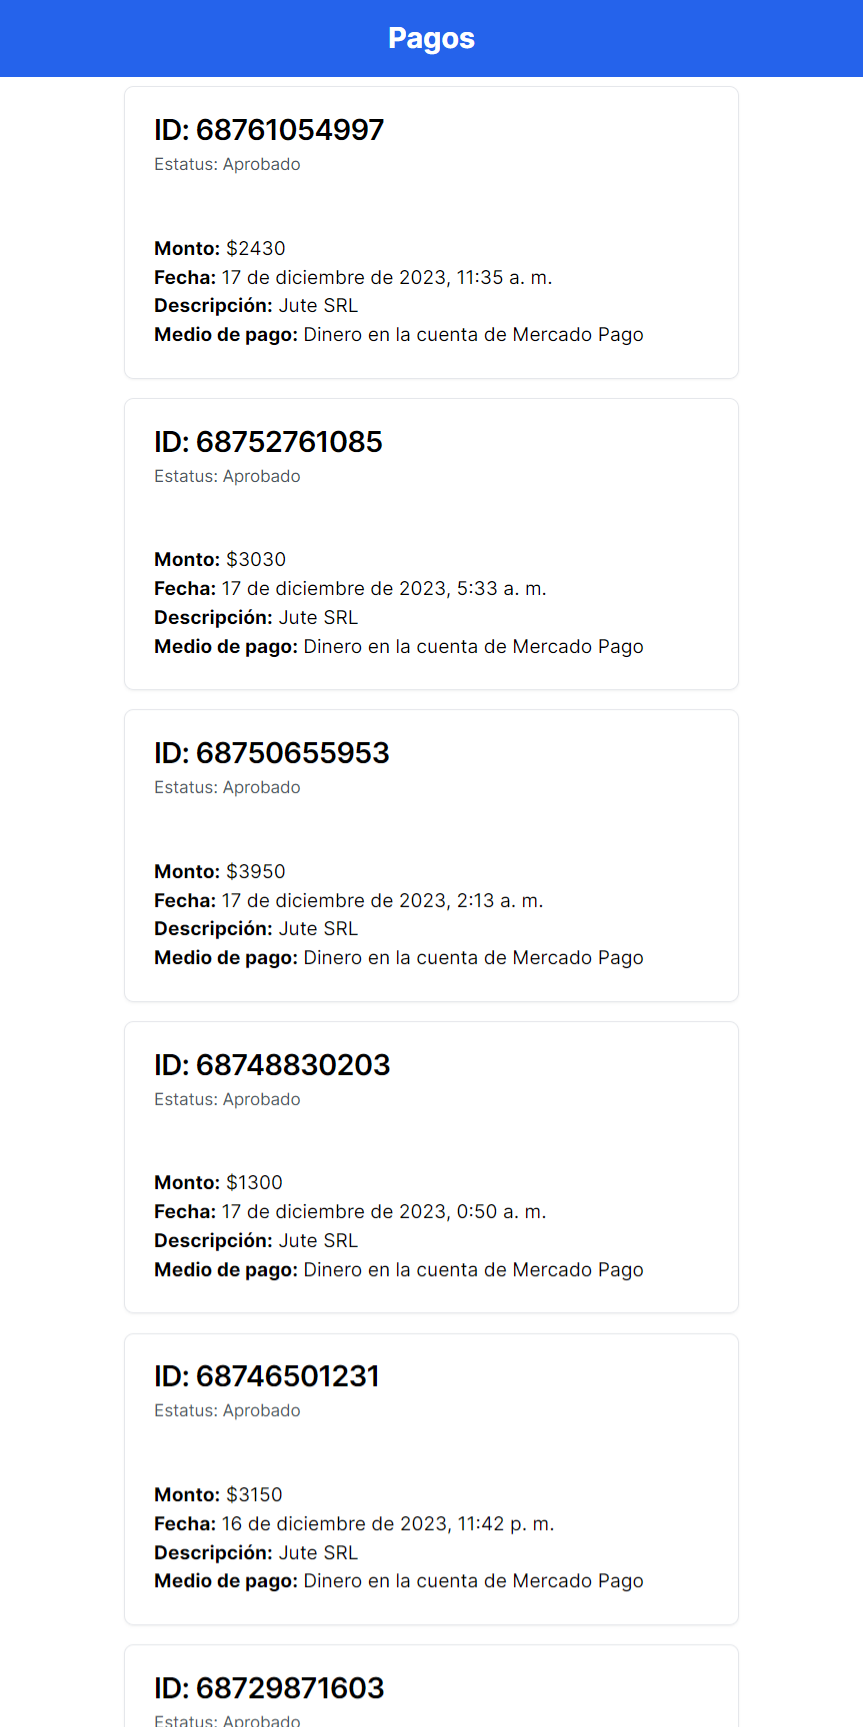 Pagos
ID: 68761054997
Estatus: Aprobado
Monto: $2430
Fecha: 17 de diciembre de 2023, 11:35 a. m.
Descripción: Jute SRL
Medio de pago: Dinero en la cuenta de Mercado Pago
ID: 68752761085
Estatus: Aprobado
Monto: $3030
Fecha: 17 de diciembre de 2023, 5:33 a. m.
Descripción: Jute SRL
Medio de pago: Dinero en la cuenta de Mercado Pago
ID: 68750655953
Estatus: Aprobado
Monto: $3950
Fecha: 17 de diciembre de 2023, 2:13 a. m.
Descripción: Jute SRL
Medio de pago: Dinero en la cuenta de Mercado Pago
ID: 68748830203
Estatus: Aprobado
Monto: $1300
Fecha: 17 de diciembre de 2023, 0:50 a. m.
Descripción: Jute SRL
Medio de pago: Dinero en la cuenta de Mercado Pago
ID: 68746501231
Estatus: Aprobado
Monto: $3150
Fecha: 16 de diciembre de 2023, 11:42 p. m.
Descripción: Jute SRL
Medio de pago: Dinero en la cuenta de Mercado Pago
ID: 68729871603
Estatus: Aprobado